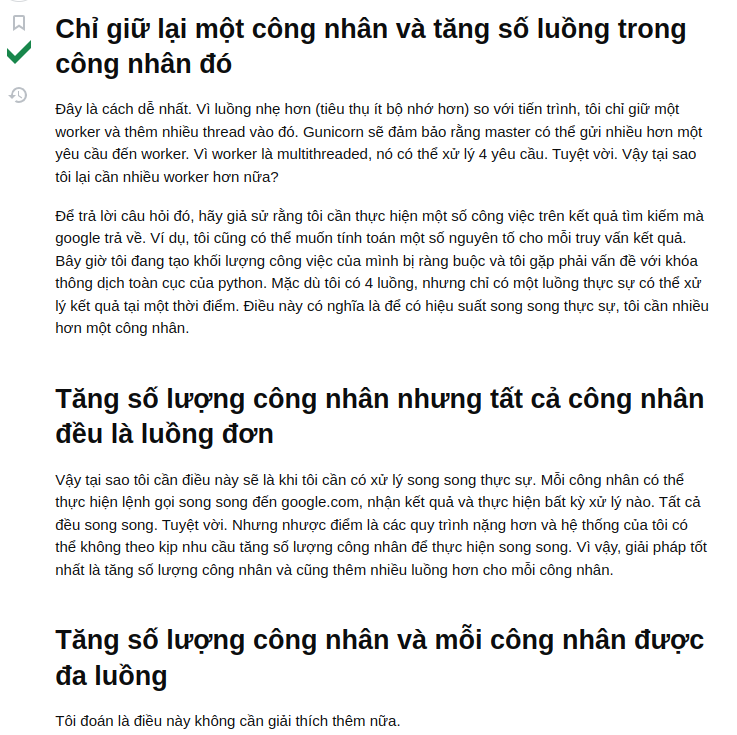 Chỉ giữ lại một công nhân và tăng số luồng trong
công nhân đó
Đây là cách dễ nhất. Vì luồng nhẹ hơn (tiêu thụ ít bộ nhớ hơn) so với tiến trình, tôi chỉ giữ một
worker và thêm nhiều thread vào đó. Gunicorn sẽ đảm bảo rằng master có thể gửi nhiều hơn một
yêu cầu đến worker. Vì worker là multithreaded, nó có thể xử lý 4 yêu cầu. Tuyệt vời. Vậy tại sao
tôi lại cần nhiều worker hơn nữa?
Để trả lời câu hỏi đó, hãy giả sử rằng tôi cần thực hiện một số công việc trên kết quả tìm kiếm mà
google trả về. Ví dụ, tôi cũng có thể muốn tính toán một số nguyên tố cho mỗi truy vấn kết quả.
Bây giờ tôi đang tạo khối lượng công việc của mình bị ràng buộc và tôi gặp phải vấn đề với khóa
thông dịch toàn cục của python. Mặc dù tôi có 4 luồng, nhưng chỉ có một luồng thực sự có thể xử
lý kết quả tại một thời điểm. Điều này có nghĩa là để có hiệu suất song song thực sự, tôi cần nhiều
hơn một công nhân.
Tăng số lượng công nhân nhưng tất cả công nhân
đều là luồng đơn
Vậy tại sao tôi cần điều này sẽ là khi tôi cần có xử lý song song thực sự. Mỗi công nhân có thể
thực hiện lệnh gọi song song đến google.com, nhận kết quả và thực hiện bất kỳ xử lý nào. Tất cả
đều song song. Tuyệt vời. Nhưng nhược điểm là các quy trình nặng hơn và hệ thống của tôi có
thể không theo kịp nhu cầu tăng số lượng công nhân để thực hiện song song. Vì vậy, giải pháp tốt
nhất là tăng số lượng công nhân và cũng thêm nhiều luồng hơn cho mỗi công nhân.
Tăng số lượng công nhân và mỗi công nhân được
đa luồng
Tôi đoán là điều này không cần giải thích thêm nữa.